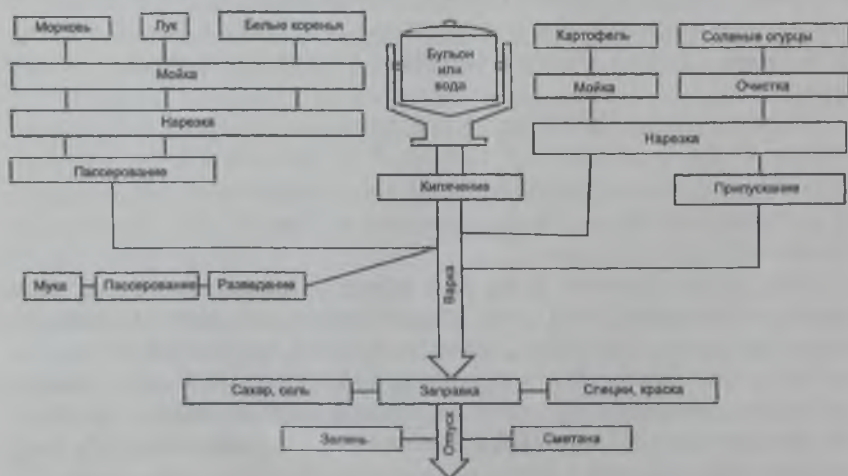 Морковь
Лук
Белые коренья
Бульон
или
вода
Картофель
Соленые огурцы
Мойка
Мойка
Очистка
Нарезка
Нарезка
Пассерование
Кипячение
Припускание
Варка
Мука
Пассерование
Разведение
Сахар, соль
Заправка
Специи, краска
Отпуск
Зелень
Сметана